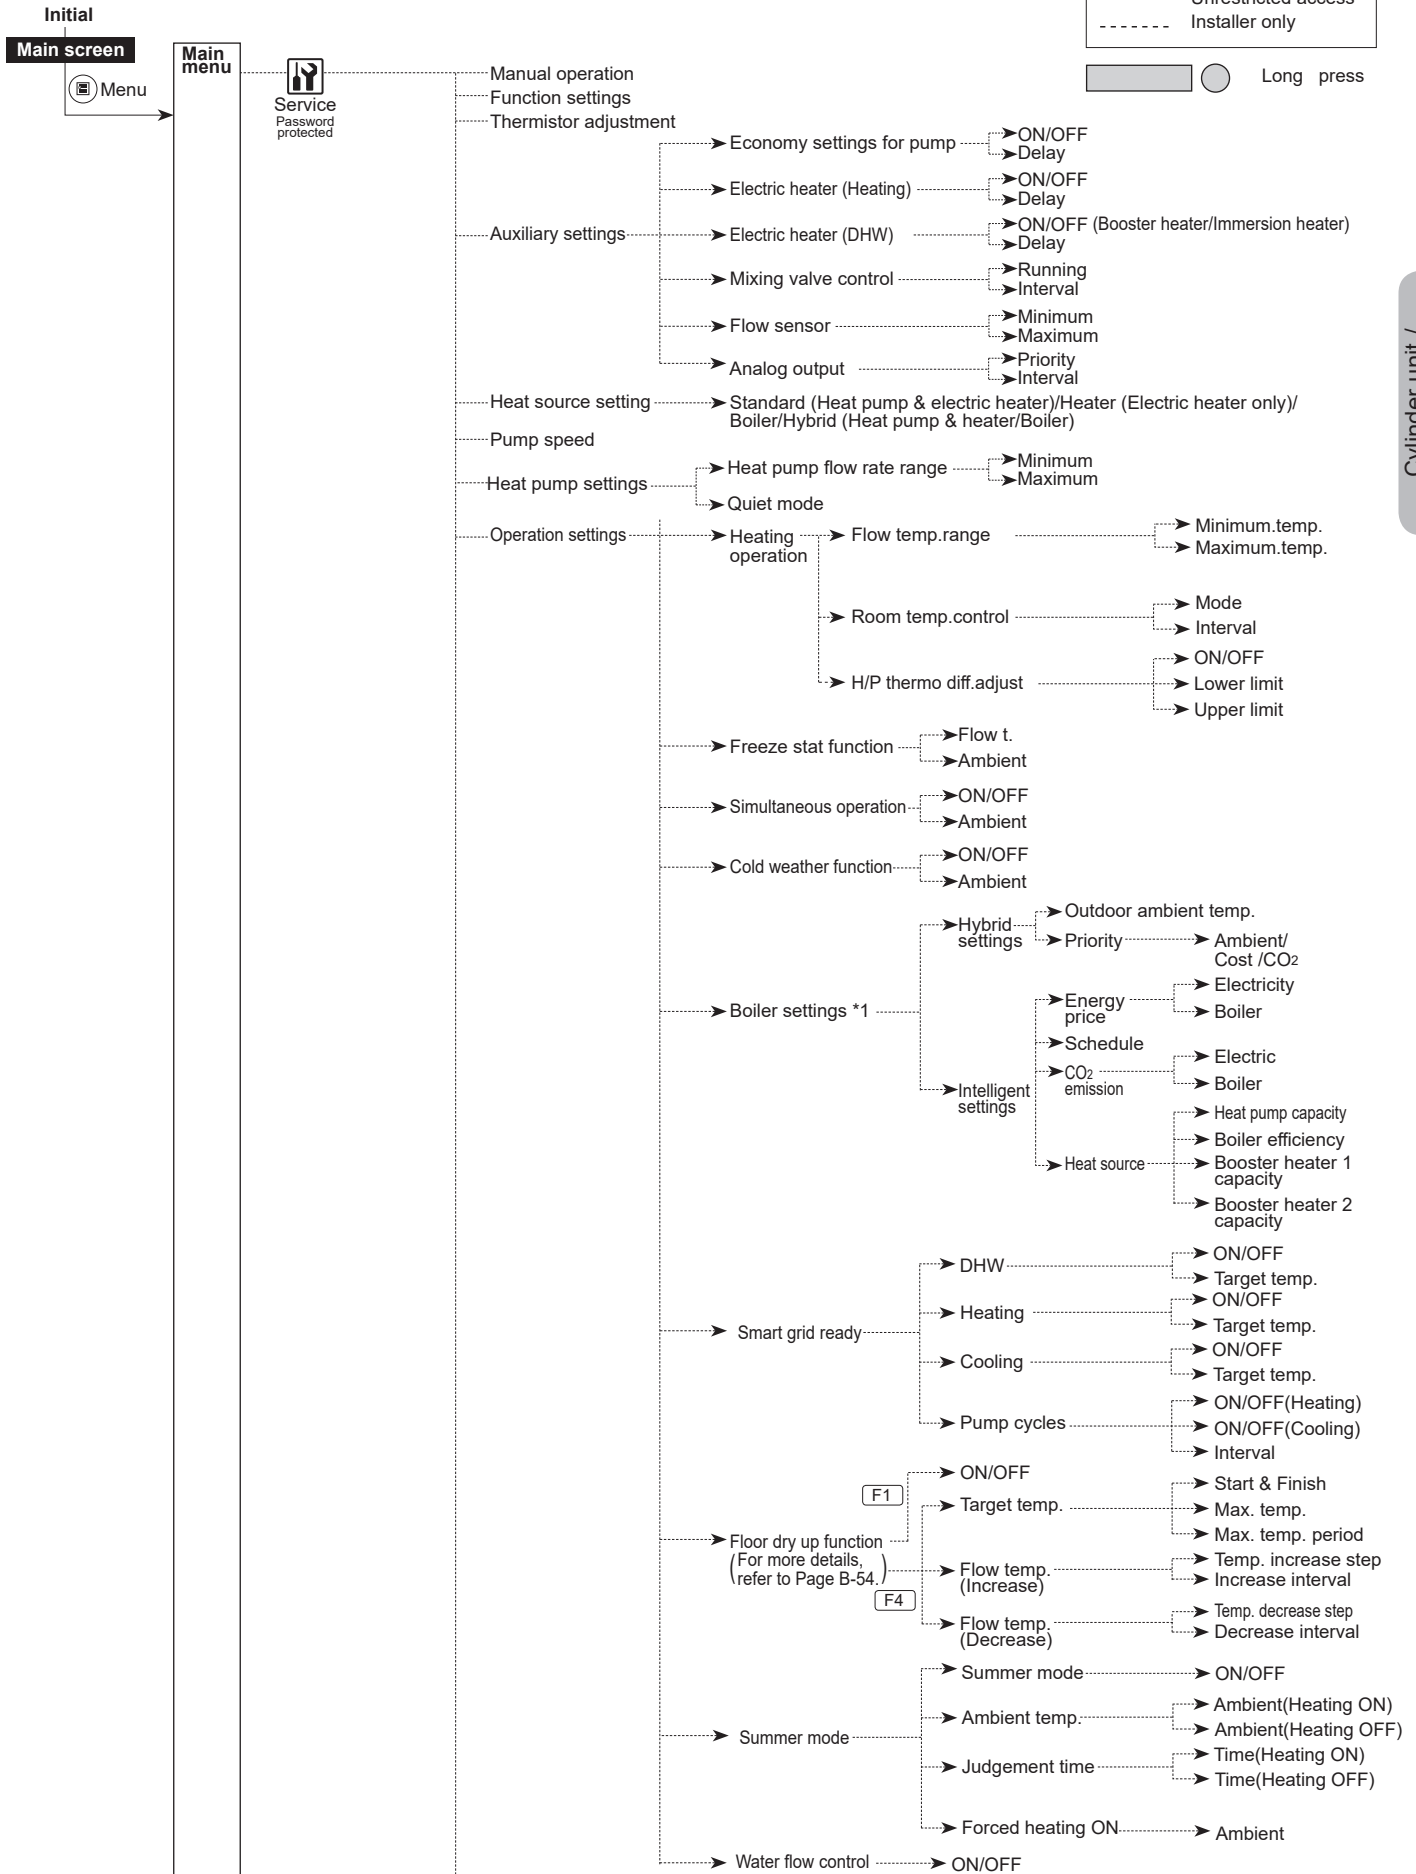 Initial
Unrestricted access
Installer only
Main screen
Main
menu
Menu
Long press
Service
Password
protected
Manual operation
Function settings
Thermistor adjustment
Auxiliary settings
Economy settings for pump
ON/OFF
Delay
Electric heater (Heating)
ON/OFF
Delay
Electric heater (DHW)
ON/OFF (Booster heater/Immersion heater)
Delay
Mixing valve control
Running
Interval
Flow sensor
Minimum
Maximum
Analog output
Priority
Interval
Cylinder unit /
Heat source setting
Standard (Heat pump & electric heater)/Heater (Electric heater only)/
Boiler/Hybrid (Heat pump & heater/Boiler)
Pump speed
Heat pump settings
Heat pump flow rate range
Minimum
Maximum
Quiet mode
Operation settings
Heating
operation
Flow temp.range
Minimum.temp.
Maximum.temp.
Room temp.control
Mode
Interval
H/P thermo diff.adjust
ON/OFF
Lower limit
Upper limit
Freeze stat function
Flow t.
Ambient
Simultaneous operation
ON/OFF
Ambient
Cold weather function
ON/OFF
Ambient
Boiler settings *1
Hybrid
settings
Outdoor ambient temp.
Priority
Ambient/
Cost /CO2
Intelligent
settings
Energy
price
Electricity
Boiler
Schedule
CO2
emission
Electric
Boiler
Heat source
Heat pump capacity
Boiler efficiency
Booster heater 1
capacity
Booster heater 2
capacity
Smart grid ready
DHW
ON/OFF
Target temp.
Heating
ON/OFF
Target temp.
Cooling
ON/OFF
Target temp.
Pump cycles
ON/OFF(Heating)
ON/OFF(Cooling)
Interval
Floor dry up function
(For more details,
refer to Page B-54.)
F1
ON/OFF
F4
Target temp.
Start & Finish
Max. temp.
Max. temp. period
Flow temp.
(Increase)
Temp. increase step
Increase interval
Flow temp.
(Decrease)
Temp. decrease step
Decrease interval
Summer mode
Summer mode
ON/OFF
Ambient temp.
Ambient(Heating ON)
Ambient(Heating OFF)
Judgement time
Time(Heating ON)
Time(Heating OFF)
Forced heating ON
Ambient
Water flow control
ON/OFF